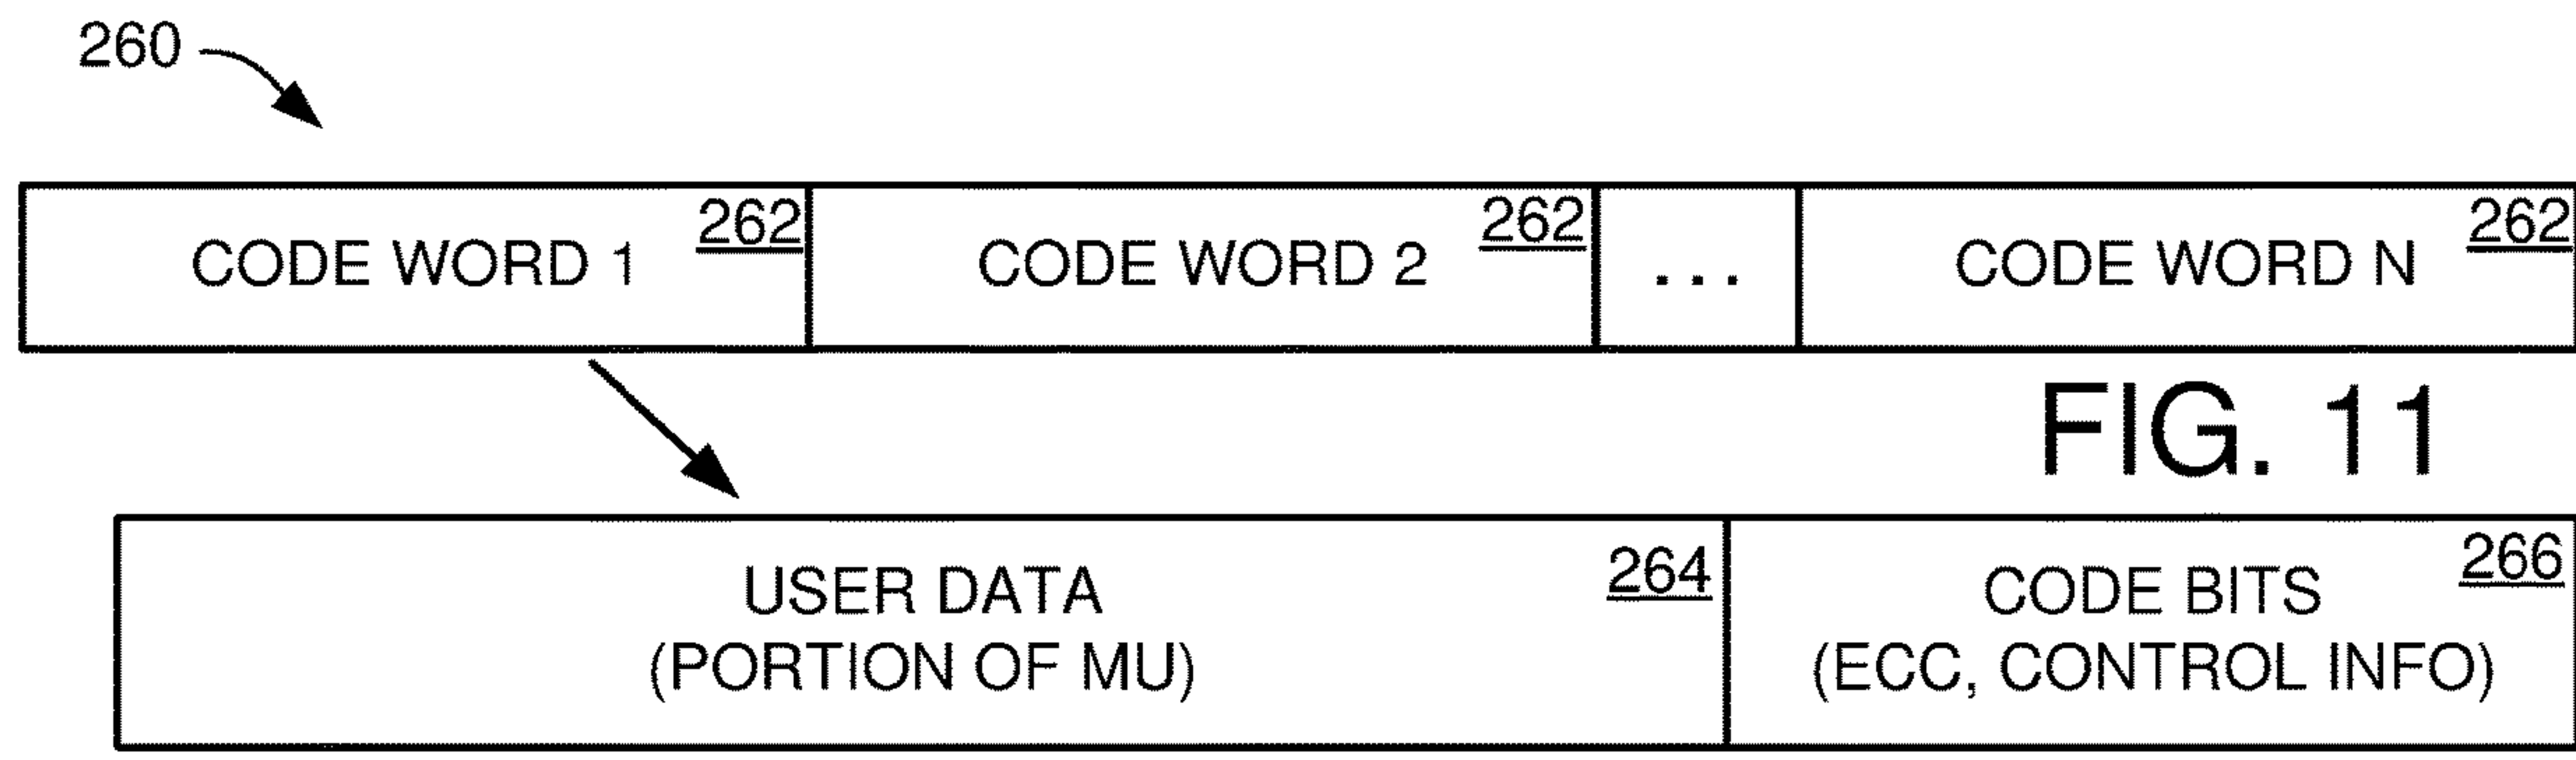 260
CODE WORD 1 262
CODE WORD 2 262
. . .
CODE WORD N 262
FIG. 11
USER DATA 264
(PORTION OF MU)
CODE BITS 266
(ECC, CONTROL INFO)